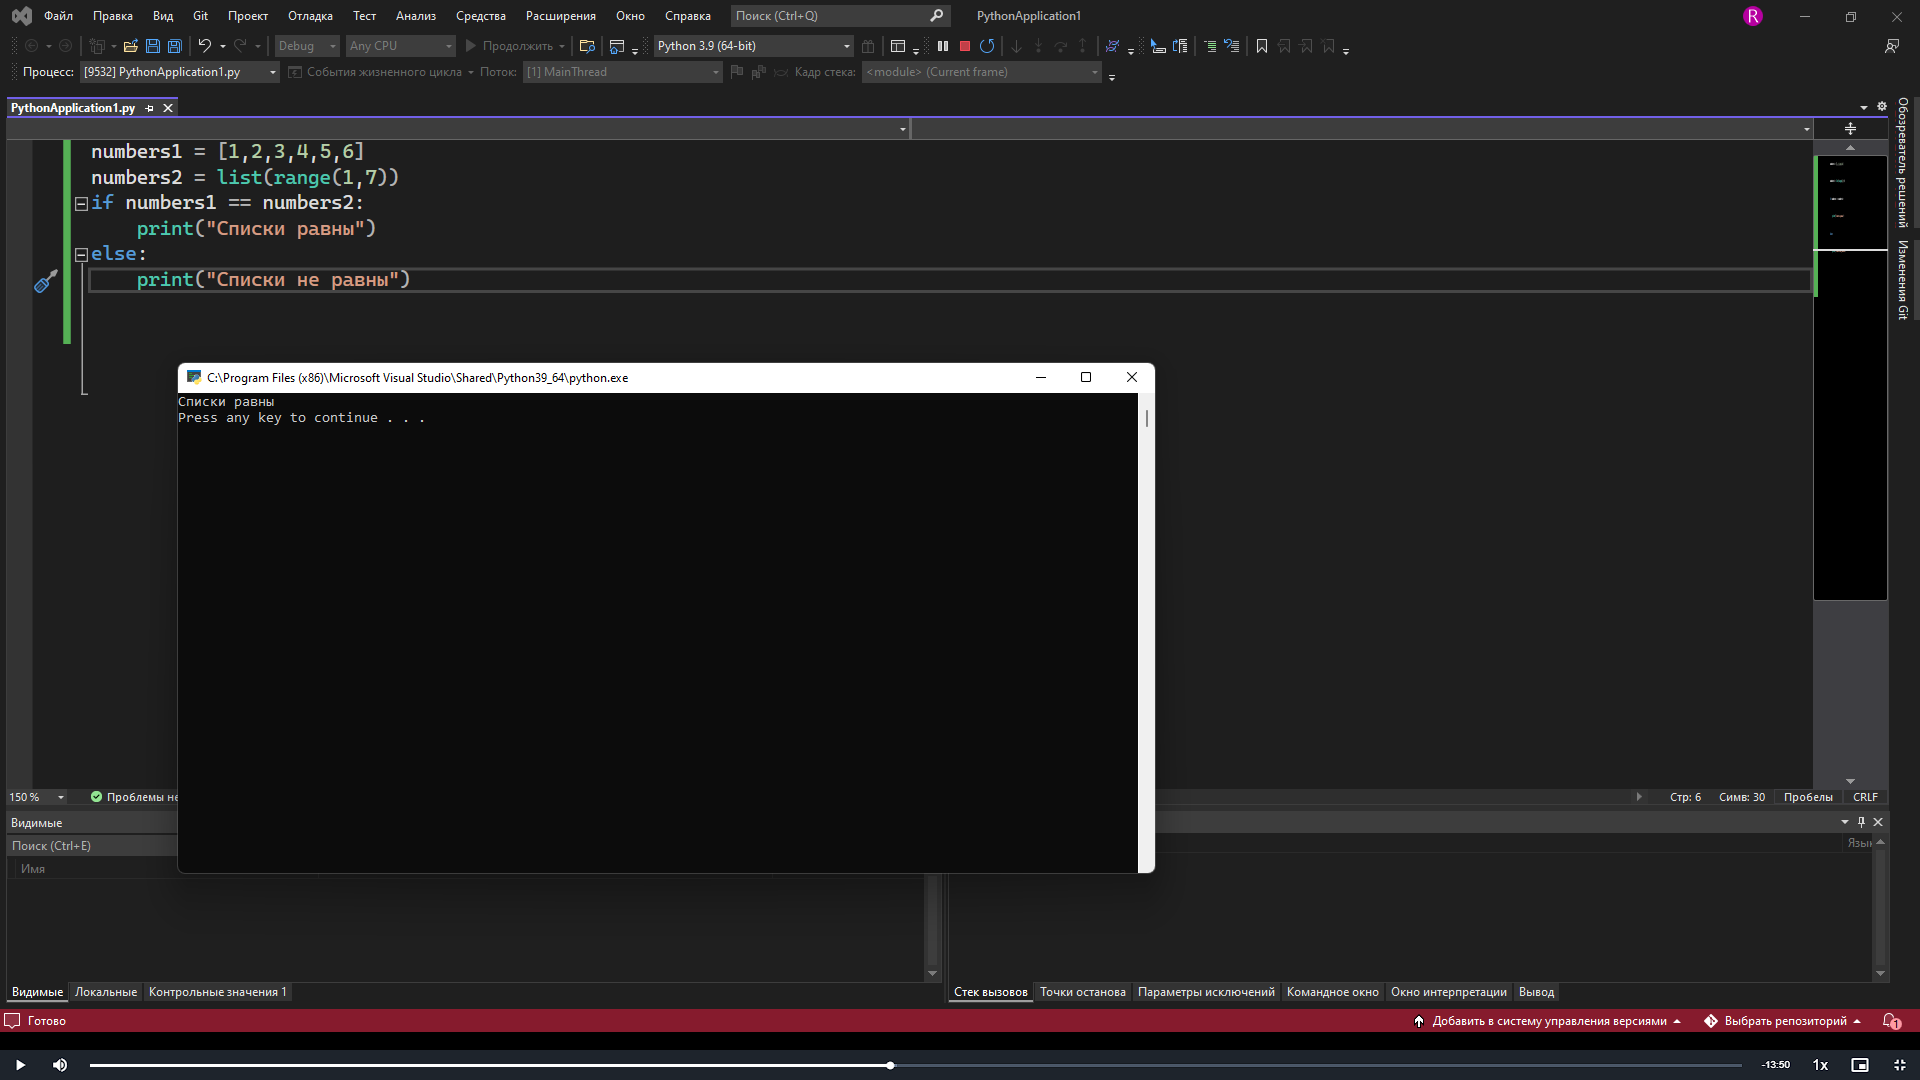 Файл Правка Вид Git Проект Отладка Тест Анализ Средства Расширения Окно Справка Поиск (Ctrl+Q) PythonApplication1 R
Debug Any CPU Продолжить Python 3.9 (64-bit)
Процесс: [9532] PythonApplication1.py События жизненного цикла Поток: [1] MainThread Кадр стека: <module> (Current frame)
PythonApplication1.py
Обозреватель решений
Изменения Git
numbers1 = [1,2,3,4,5,6]
numbers2 = list(range(1,7))
if numbers1 == numbers2:
print("Списки равны")
else:
print("Списки не равны")
C:\Program Files (x86)\Microsoft Visual Studio\Shared\Python39_64\python.exe
Списки равны
Press any key to continue . . .
150 % Проблемы не Стр: 6 Симв: 30 Пробелы CRLF
Видимые
Поиск (Ctrl+E)
Язык
Имя
Видимые Локальные Контрольные значения 1 Стек вызовов Точки останова Параметры исключений Командное окно Окно интерпретации Вывод
Готово Добавить в систему управления версиями Выбрать репозиторий 1
-13:50 1x